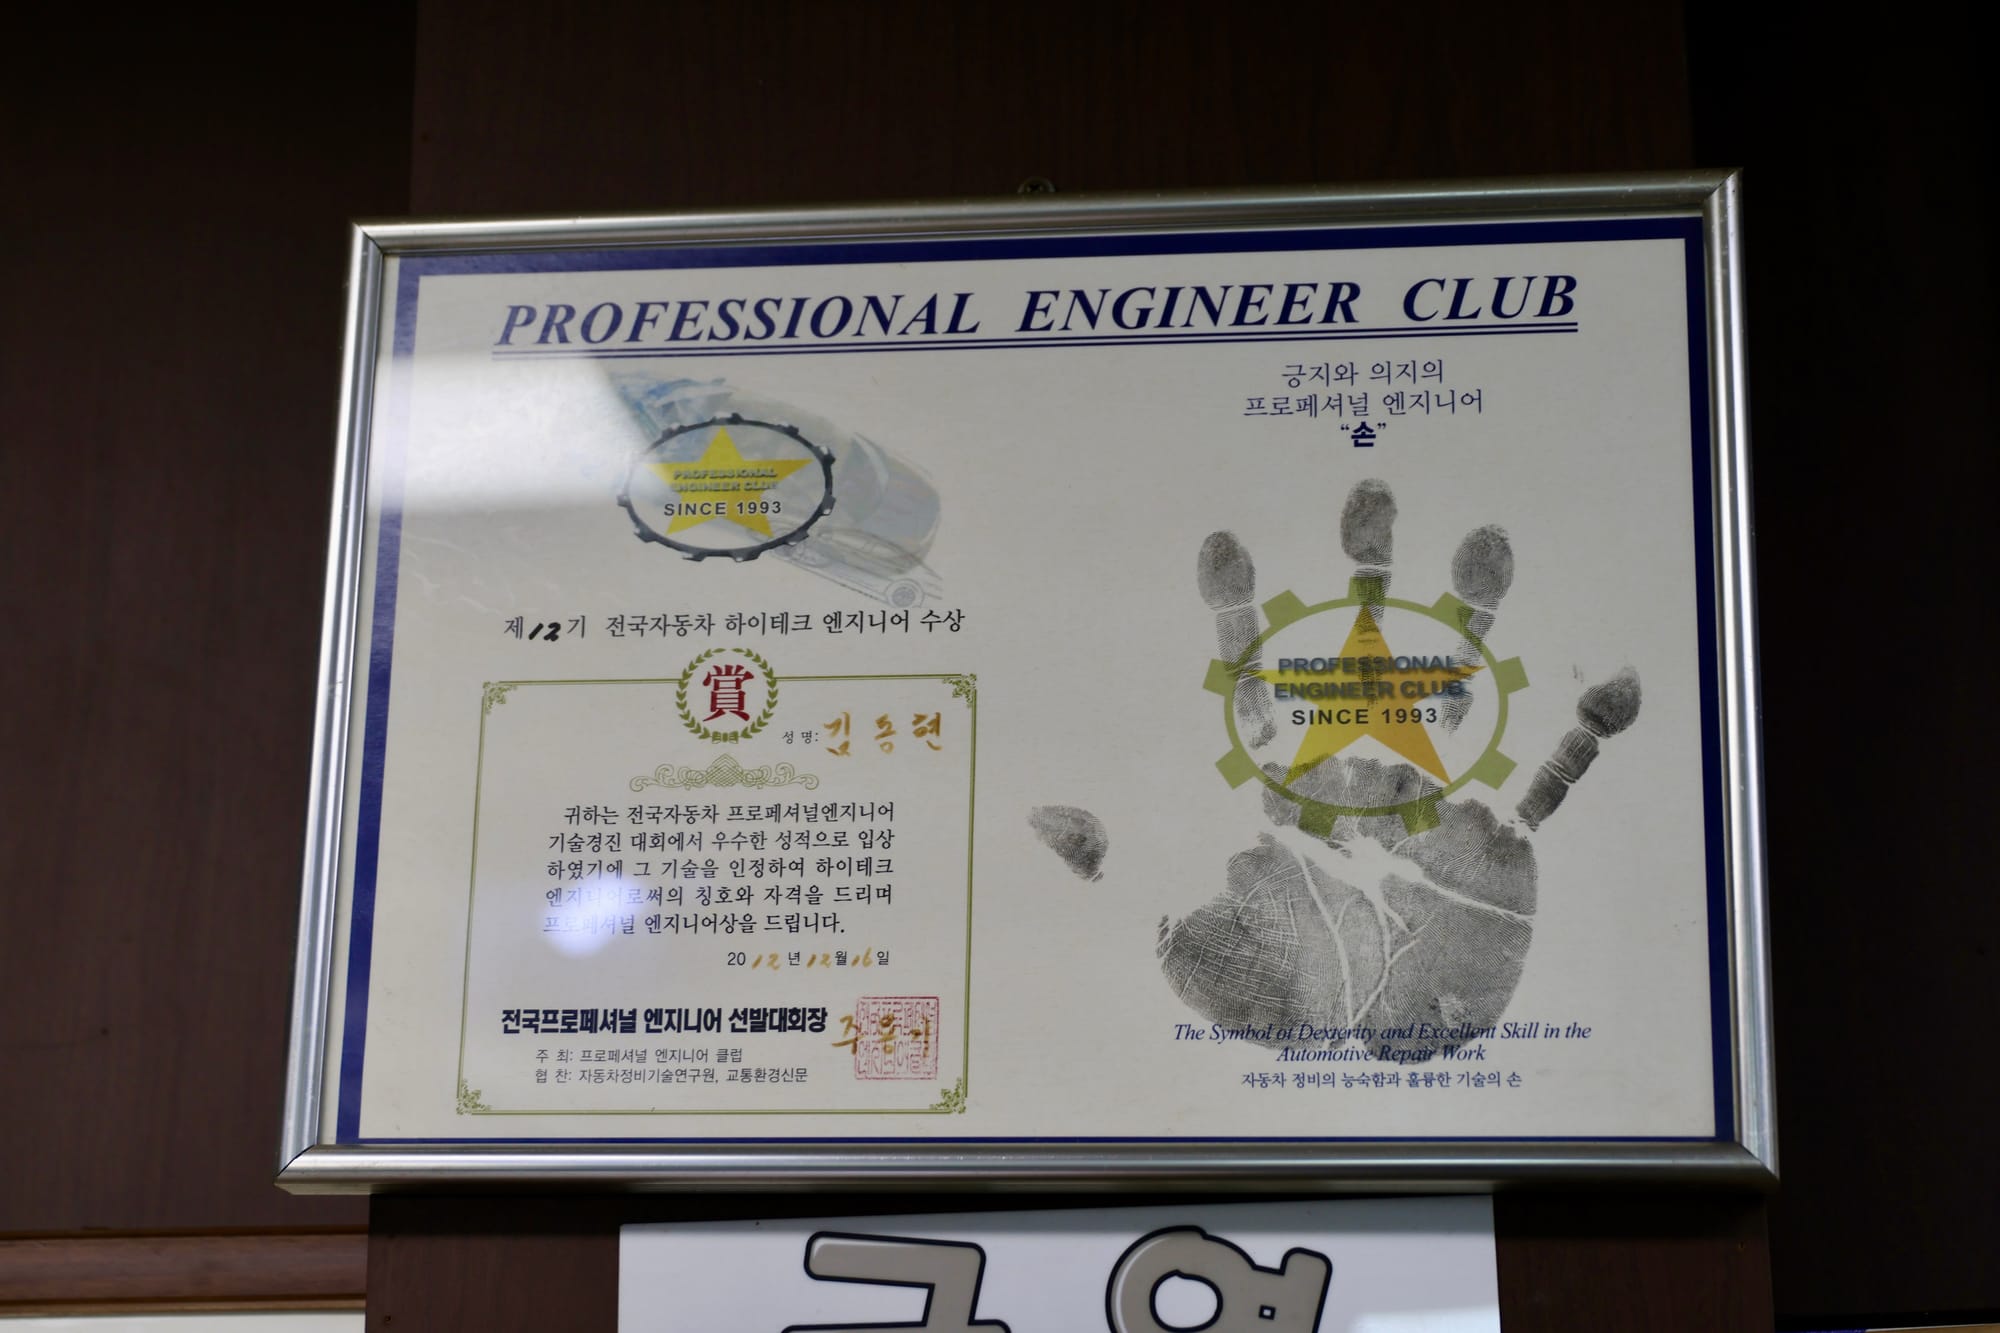 PROFESSIONAL ENGINEER CLUB
PROFESSIONAL
ENGINEER CLUB
SINCE 1993
제12기 전국자동차 하이테크 엔지니어 수상
賞
성 명: 김동현
귀하는 전국자동차 프로페셔널엔지니어
기술경진 대회에서 우수한 성적으로 입상
하였기에 그 기술을 인정하여 하이테크
엔지니어로써의 칭호와 자격을 드리며
프로페셔널 엔지니어상을 드립니다.
2012년 12월 16일
전국프로페셔널 엔지니어 선발대회장
주 최: 프로페셔널 엔지니어 클럽
협 찬: 자동차정비기술연구원, 교통환경신문
긍지와 의지의
프로페셔널 엔지니어
“손”
PROFESSIONAL
ENGINEER CLUB
SINCE 1993
The Symbol of Dexterity and Excellent Skill in the
Automotive Repair Work
자동차 정비의 능숙함과 훌륭한 기술의 손